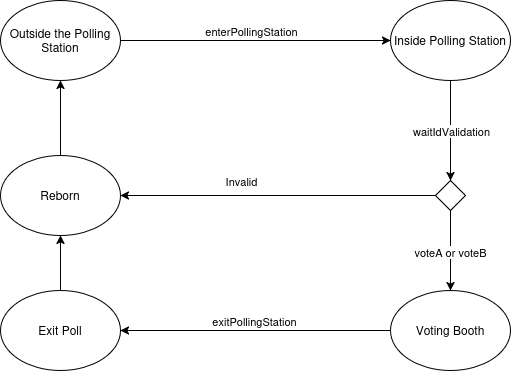 Outside the Polling
Station
enterPollingStation
Inside Polling Station
waitIdValidation
Invalid
Reborn
voteA or voteB
exitPollingStation
Exit Poll
Voting Booth